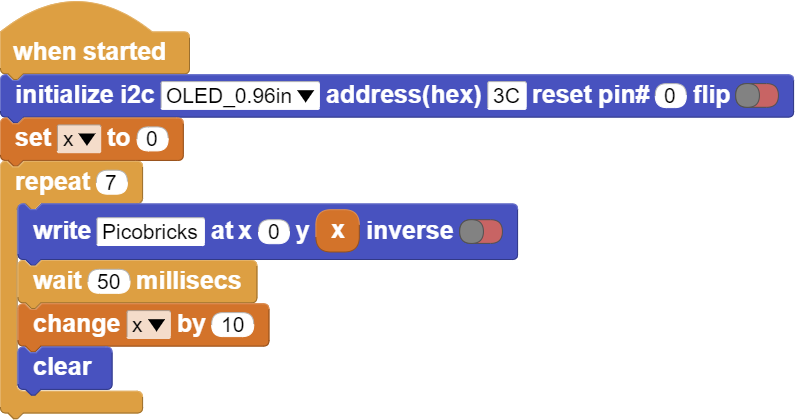 when started
initialize i2c OLED_0.96in address(hex) 3C reset pin# 0 flip
set x to 0
repeat 7
write Picobricks at x 0 y x inverse
wait 50 millisecs
change x by 10
clear